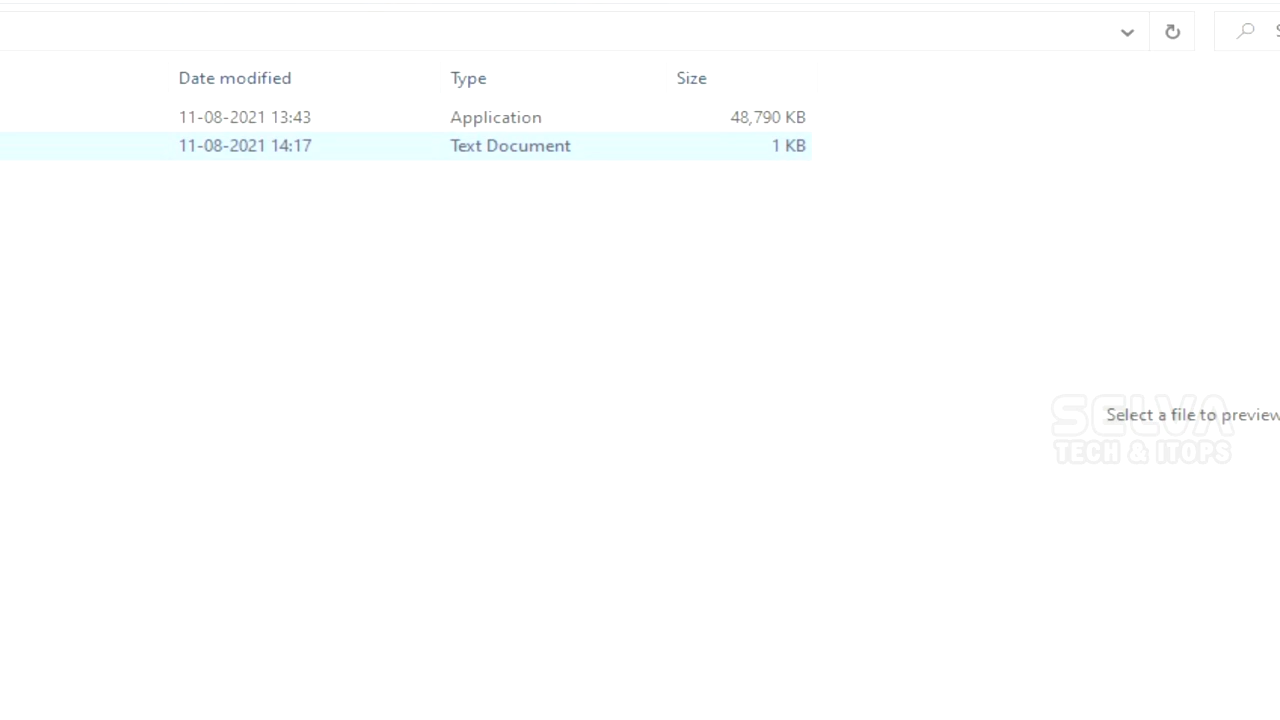 Date modified Type Size
11-08-2021 13:43 Application 48,790 KB
11-08-2021 14:17 Text Document 1 KB
Select a file to preview
SELVA
TECH & ITOPS